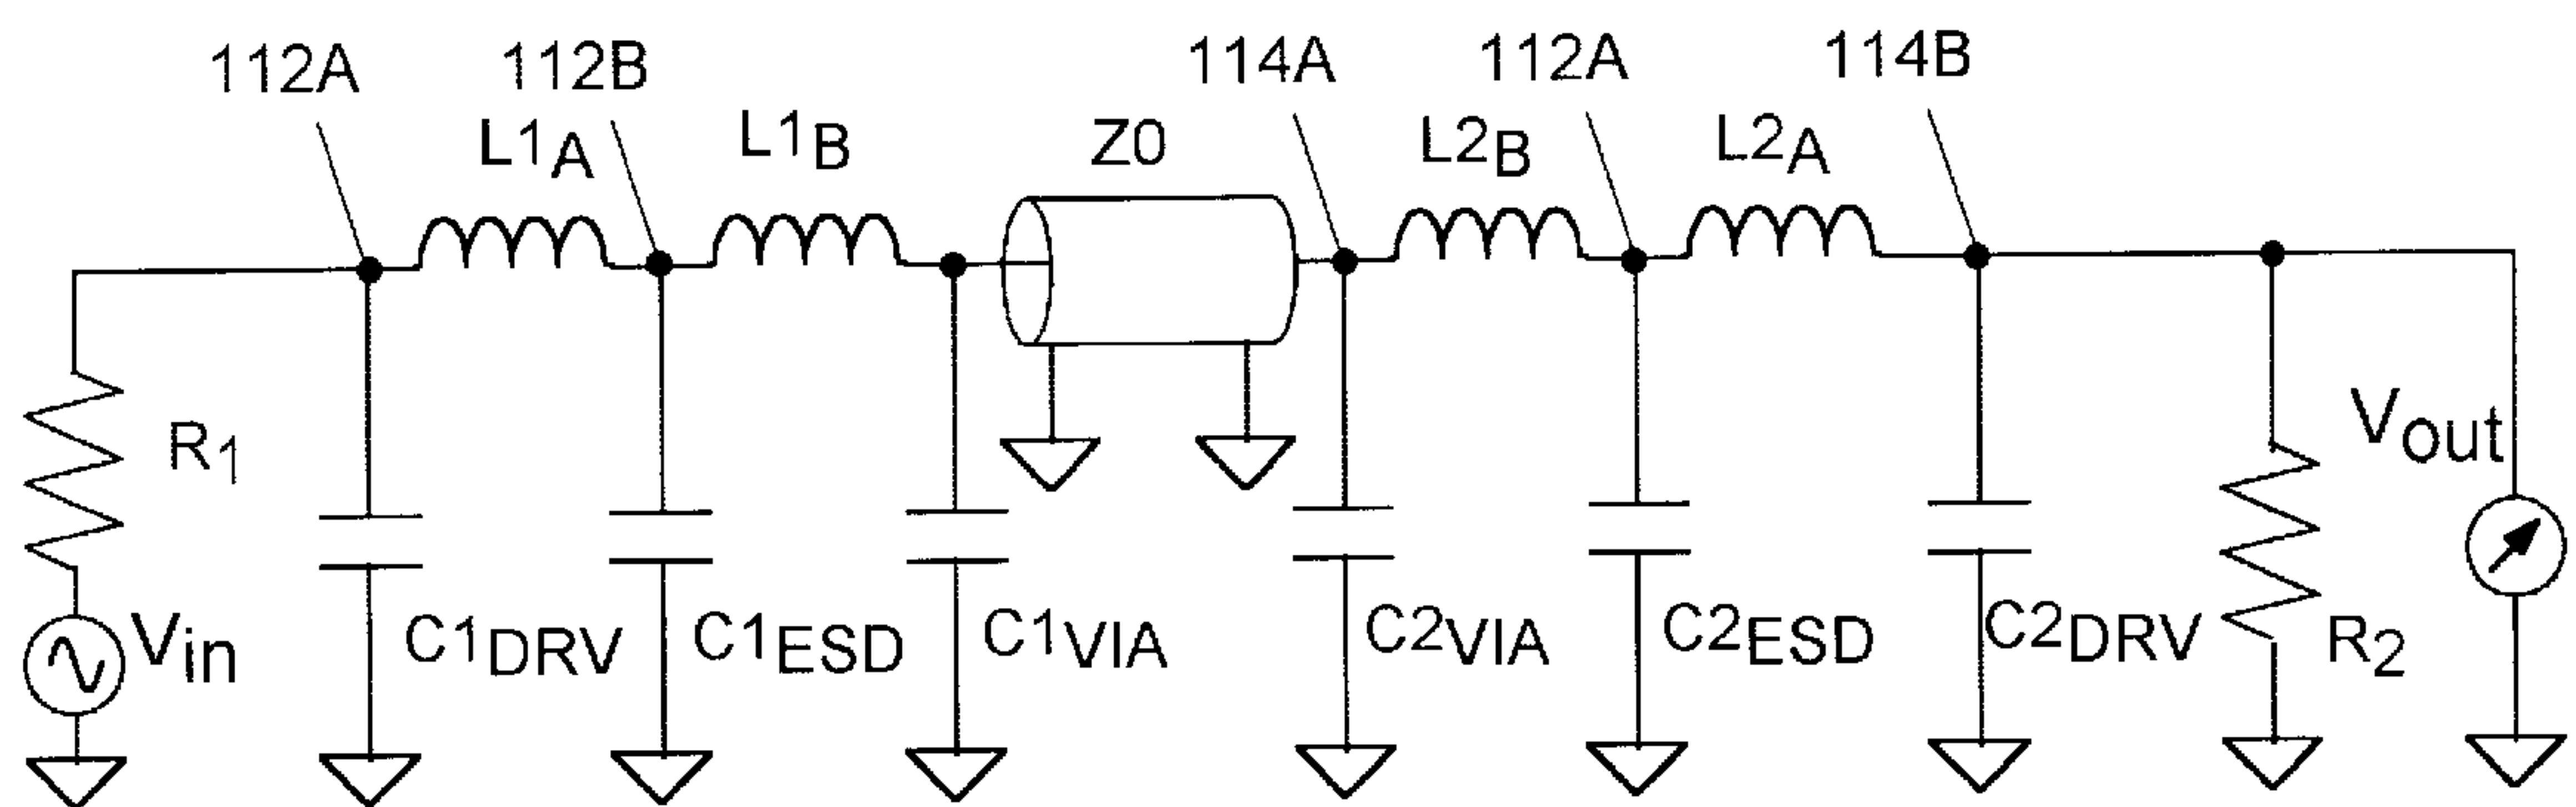 112A 112B 114A 112A 114B
L1A L1B Z0 L2B L2A
R1 Vout
Vin C1DRV C1ESD C1VIA C2VIA C2ESD C2DRV R2